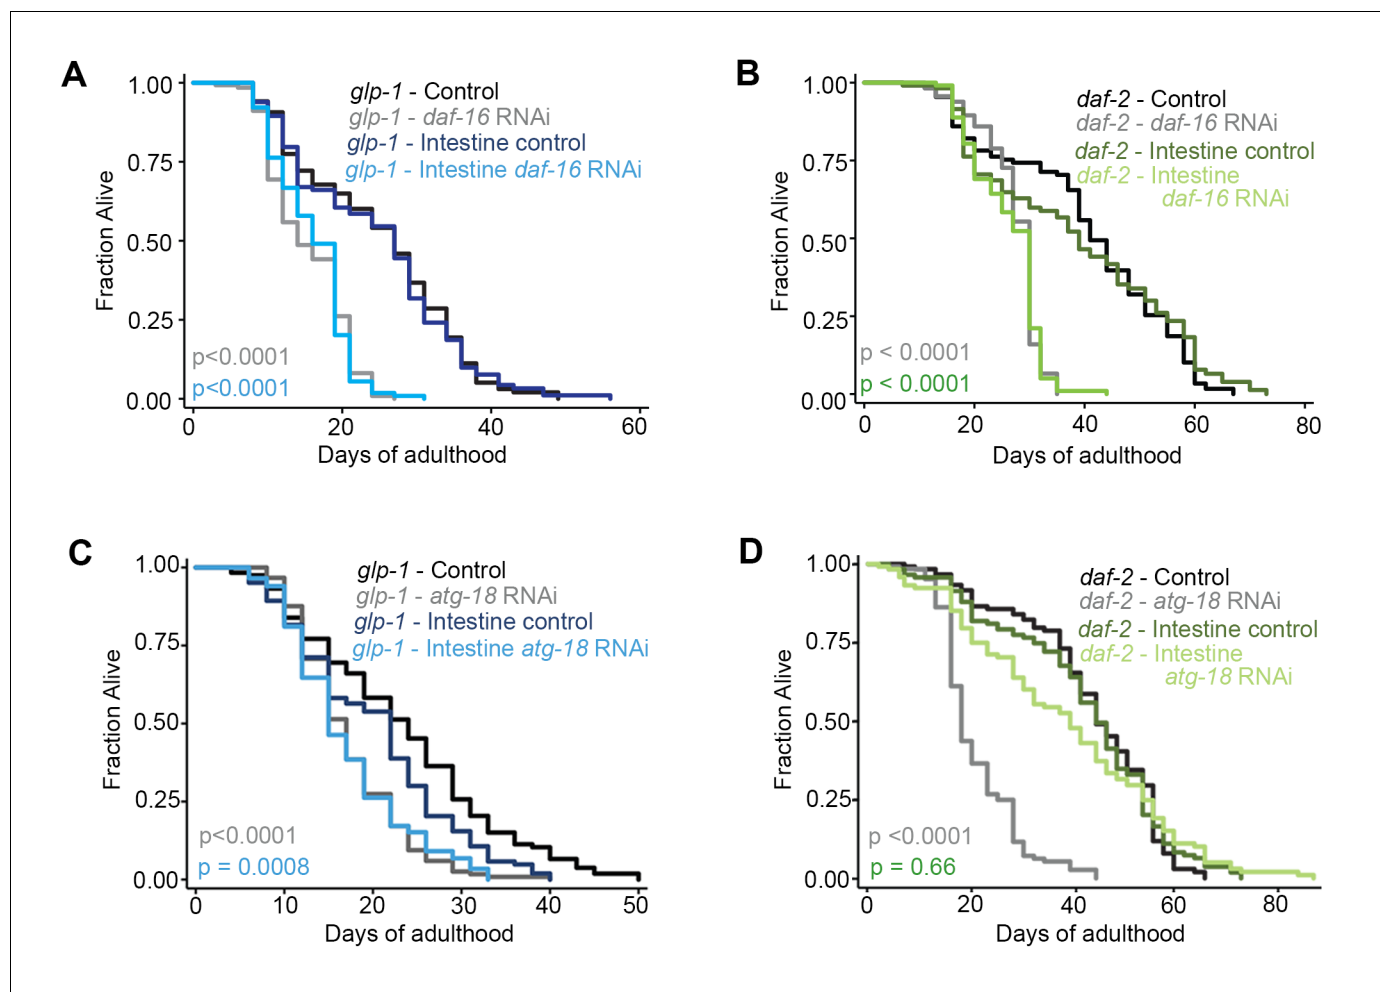 A
glp-1 - Control
glp-1 - daf-16 RNAi
glp-1 - Intestine control
glp-1 - Intestine daf-16 RNAi
1.00
0.75
0.50
0.25
0.00
Fraction Alive
p<0.0001
p<0.0001
0
20
40
60
Days of adulthood
B
daf-2 - Control
daf-2 - daf-16 RNAi
daf-2 - Intestine control
daf-2 - Intestine
daf-16 RNAi
1.00
0.75
0.50
0.25
0.00
Fraction Alive
p < 0.0001
p < 0.0001
0
20
40
60
80
Days of adulthood
C
glp-1 - Control
glp-1 - atg-18 RNAi
glp-1 - Intestine control
glp-1 - Intestine atg-18 RNAi
1.00
0.75
0.50
0.25
0.00
Fraction Alive
p<0.0001
p = 0.0008
0
10
20
30
40
50
Days of adulthood
D
daf-2 - Control
daf-2 - atg-18 RNAi
daf-2 - Intestine control
daf-2 - Intestine
atg-18 RNAi
1.00
0.75
0.50
0.25
0.00
Fraction Alive
p <0.0001
p = 0.66
0
20
40
60
80
Days of adulthood